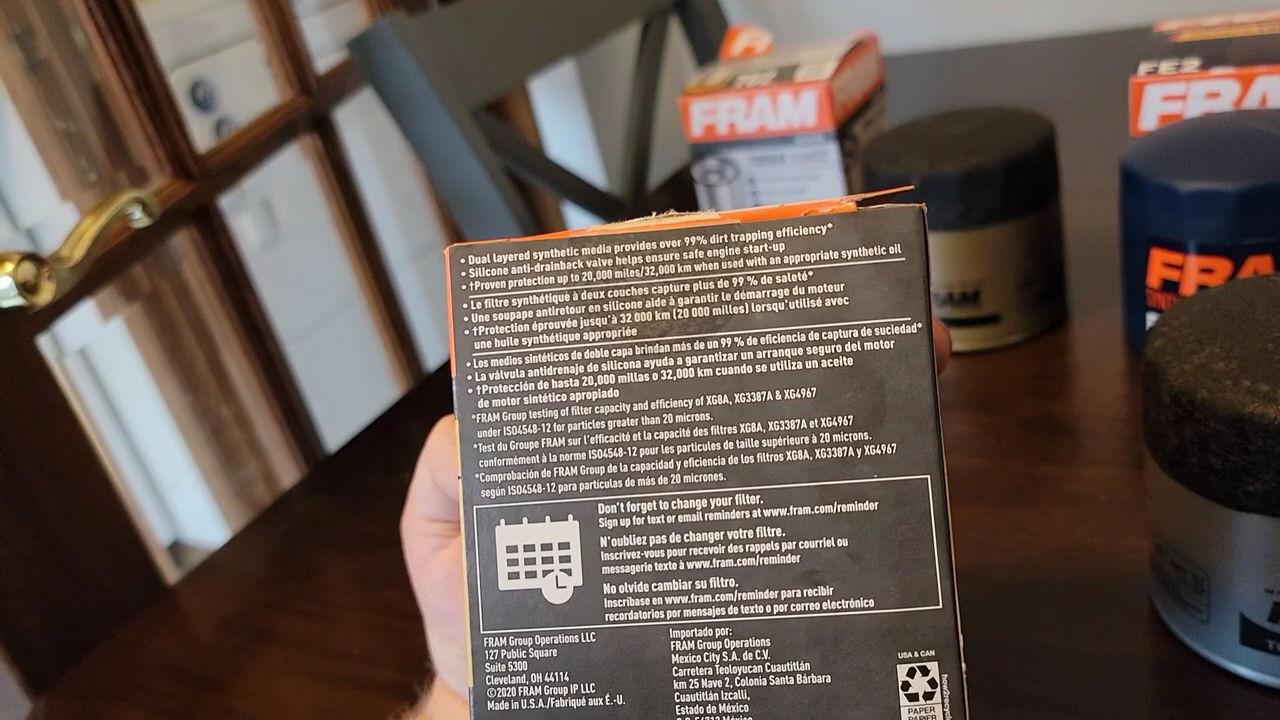 FRAM
FE2
FRA
FRA
RAM
• Dual layered synthetic media provides over 99% dirt trapping efficiency*
• Silicone anti-drainback valve helps ensure safe engine start-up
• †Proven protection up to 20,000 miles/32,000 km when used with an appropriate synthetic oil
• Le filtre synthétique à deux couches capture plus de 99 % de saleté*
• Une soupape antiretour en silicone aide à garantir le démarrage du moteur
• †Protection éprouvée jusqu'à 32 000 km (20 000 milles) lorsqu'utilisé avec
une huile synthétique appropriée
• Los medios sintéticos de doble capa brindan más de un 99 % de eficiencia de captura de suciedad*
• La válvula antidrenaje de silicona ayuda a garantizar un arranque seguro del motor
• †Protección de hasta 20,000 millas o 32,000 km cuando se utiliza un aceite
de motor sintético apropiado
*FRAM Group testing of filter capacity and efficiency of XG8A, XG3387A & XG4967
under ISO4548-12 for particles greater than 20 microns.
*Test du Groupe FRAM sur l'efficacité et la capacité des filtres XG8A, XG3387A et XG4967
conformément à la norme ISO4548-12 pour les particules de taille supérieure à 20 microns.
*Comprobación de FRAM Group de la capacidad y eficiencia de los filtros XG8A, XG3387A y XG4967
según ISO4548-12 para partículas de más de 20 micrones.
Don't forget to change your filter.
Sign up for text or email reminders at www.fram.com/reminder
N'oubliez pas de changer votre filtre.
Inscrivez-vous pour recevoir des rappels par courriel ou
messagerie texte à www.fram.com/reminder
No olvide cambiar su filtro.
Inscríbase en www.fram.com/reminder para recibir
recordatorios por mensajes de texto o por correo electrónico
FRAM Group Operations LLC
127 Public Square
Suite 5300
Cleveland, OH 44114
©2020 FRAM Group IP LLC
Made in U.S.A./Fabriqué aux É.-U.
Importado por:
FRAM Group Operations
Mexico City S.A. de C.V.
Carretera Teoloyucan Cuautitlán
km 25 Nave 2, Colonia Santa Bárbara
Cuautitlán Izcalli,
Estado de México
USA & CAN
PAPER
PAPIER